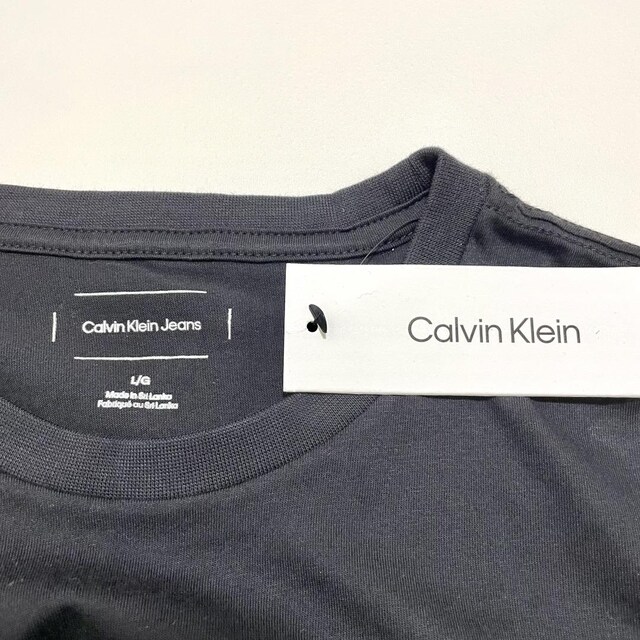 Calvin Klein Jeans
L/G
Made in Sri Lanka
Fabriqué au Sri Lanka
Calvin Klein